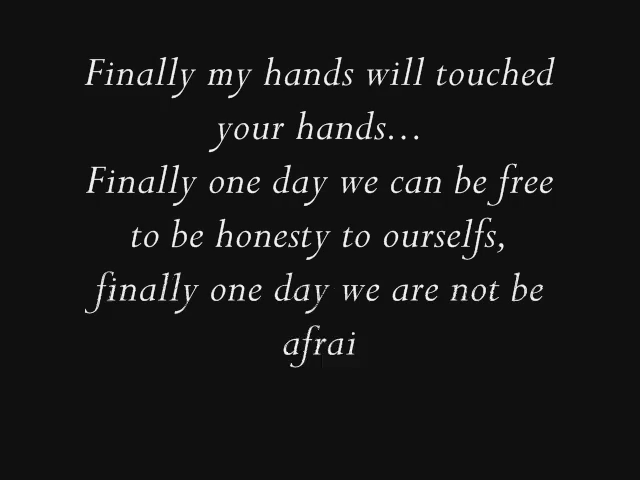 Finally my hands will touched
your hands...
Finally one day we can be free
to be honesty to ourselfs,
finally one day we are not be
afrai